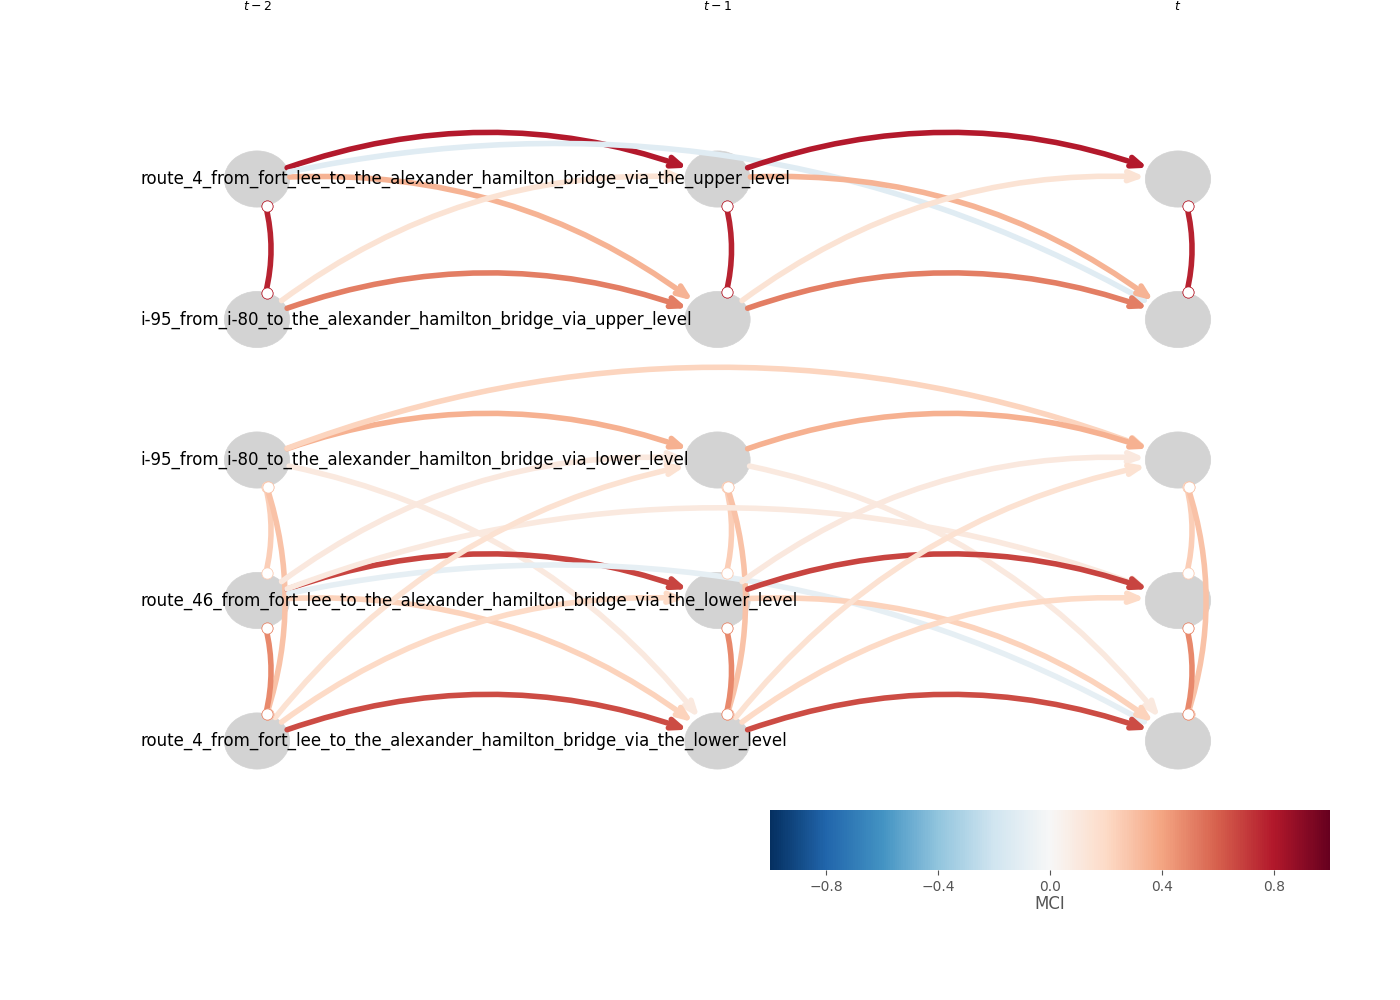 t − 2 t − 1 t
route_4_from_fort_lee_to_the_alexander_hamilton_bridge_via_the_upper_level
i-95_from_i-80_to_the_alexander_hamilton_bridge_via_upper_level
i-95_from_i-80_to_the_alexander_hamilton_bridge_via_lower_level
route_46_from_fort_lee_to_the_alexander_hamilton_bridge_via_the_lower_level
route_4_from_fort_lee_to_the_alexander_hamilton_bridge_via_the_lower_level
−0.8 −0.4 0.0 0.4 0.8
MCI